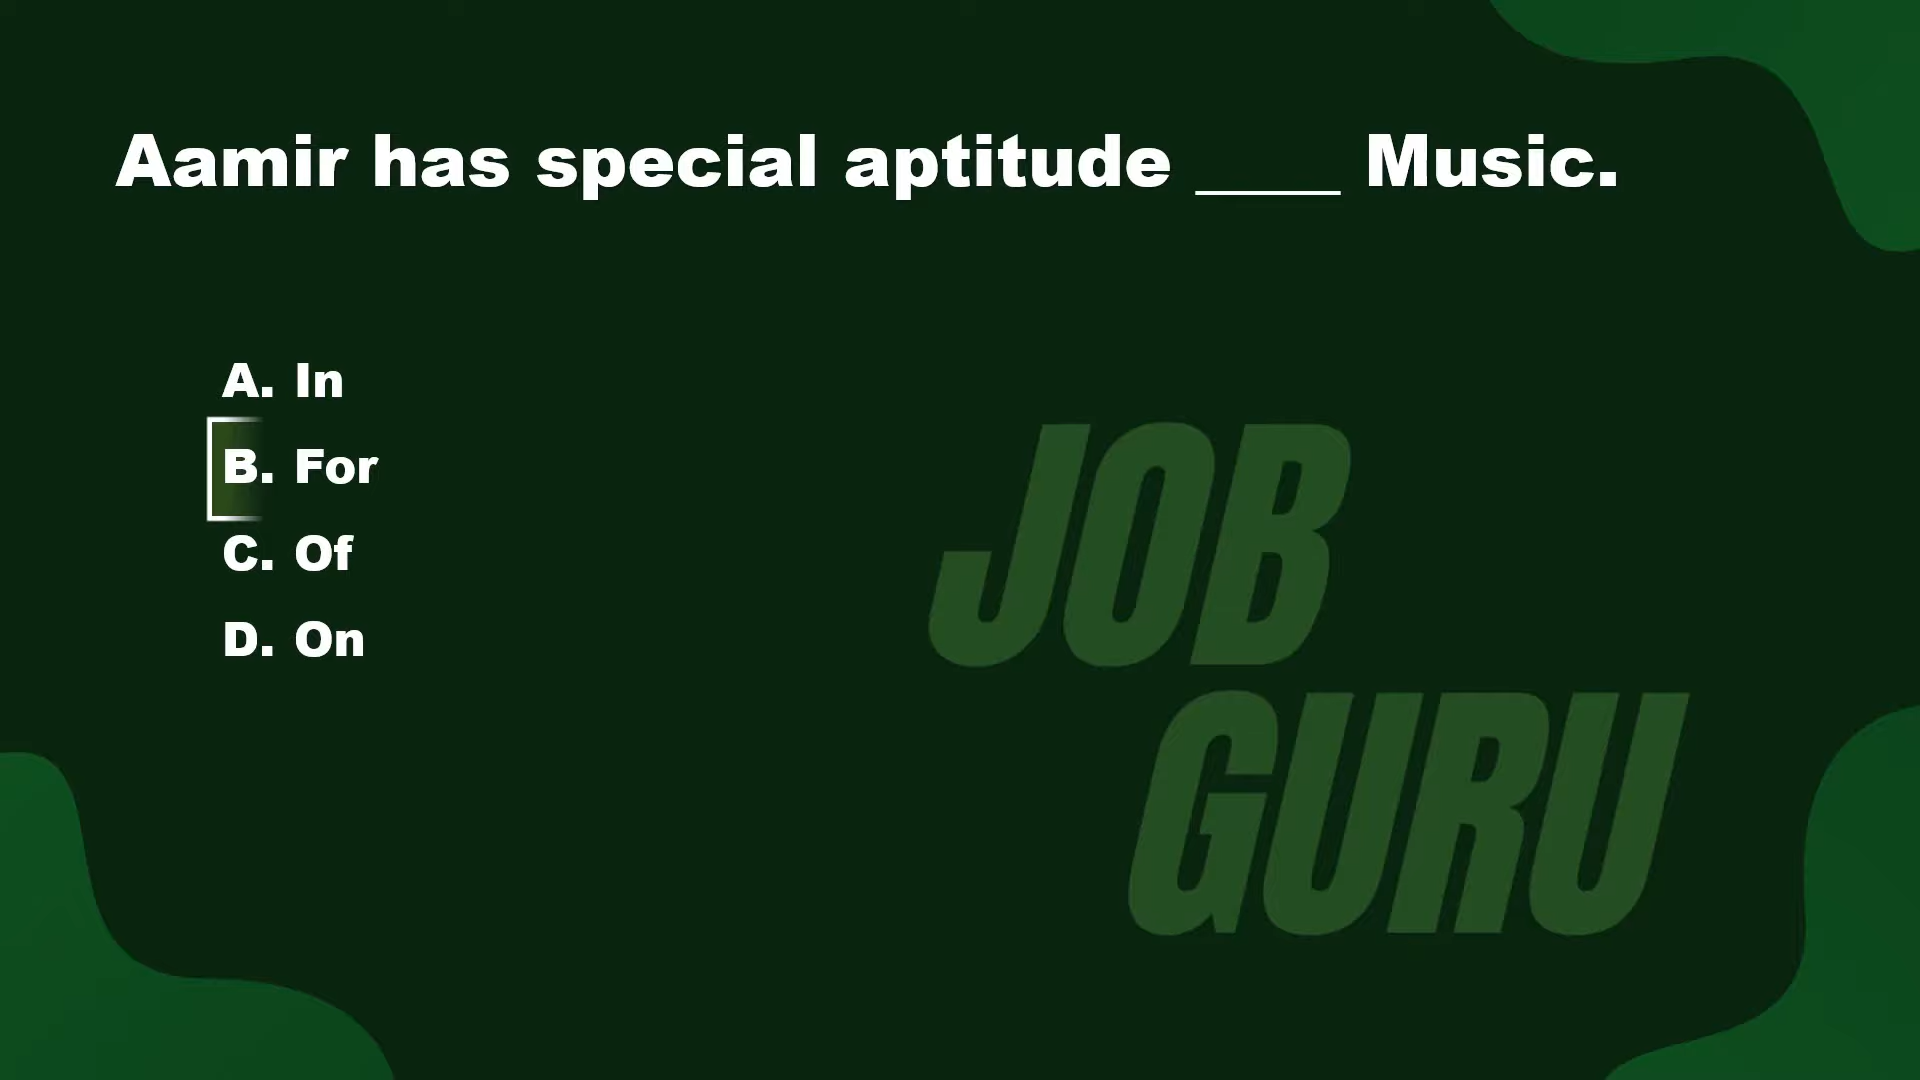 Aamir has special aptitude ____ Music.
A. In
B. For
C. Of
D. On
JOB
GURU